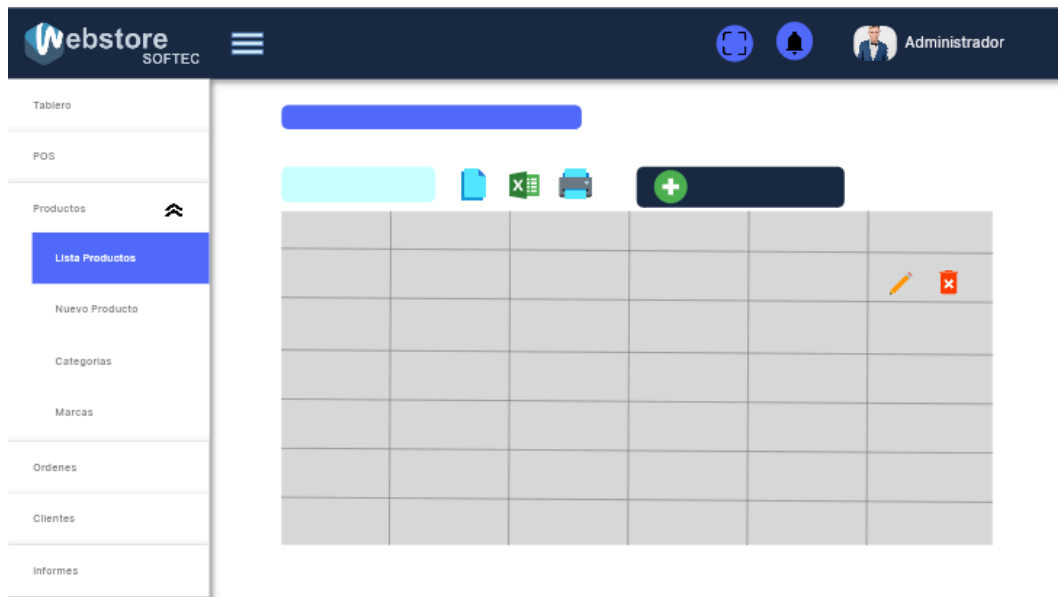 Webstore
SOFTEC
Administrador
Tablero
POS
Productos
Lista Productos
Nuevo Producto
Categorias
Marcas
Ordenes
Clientes
Informes